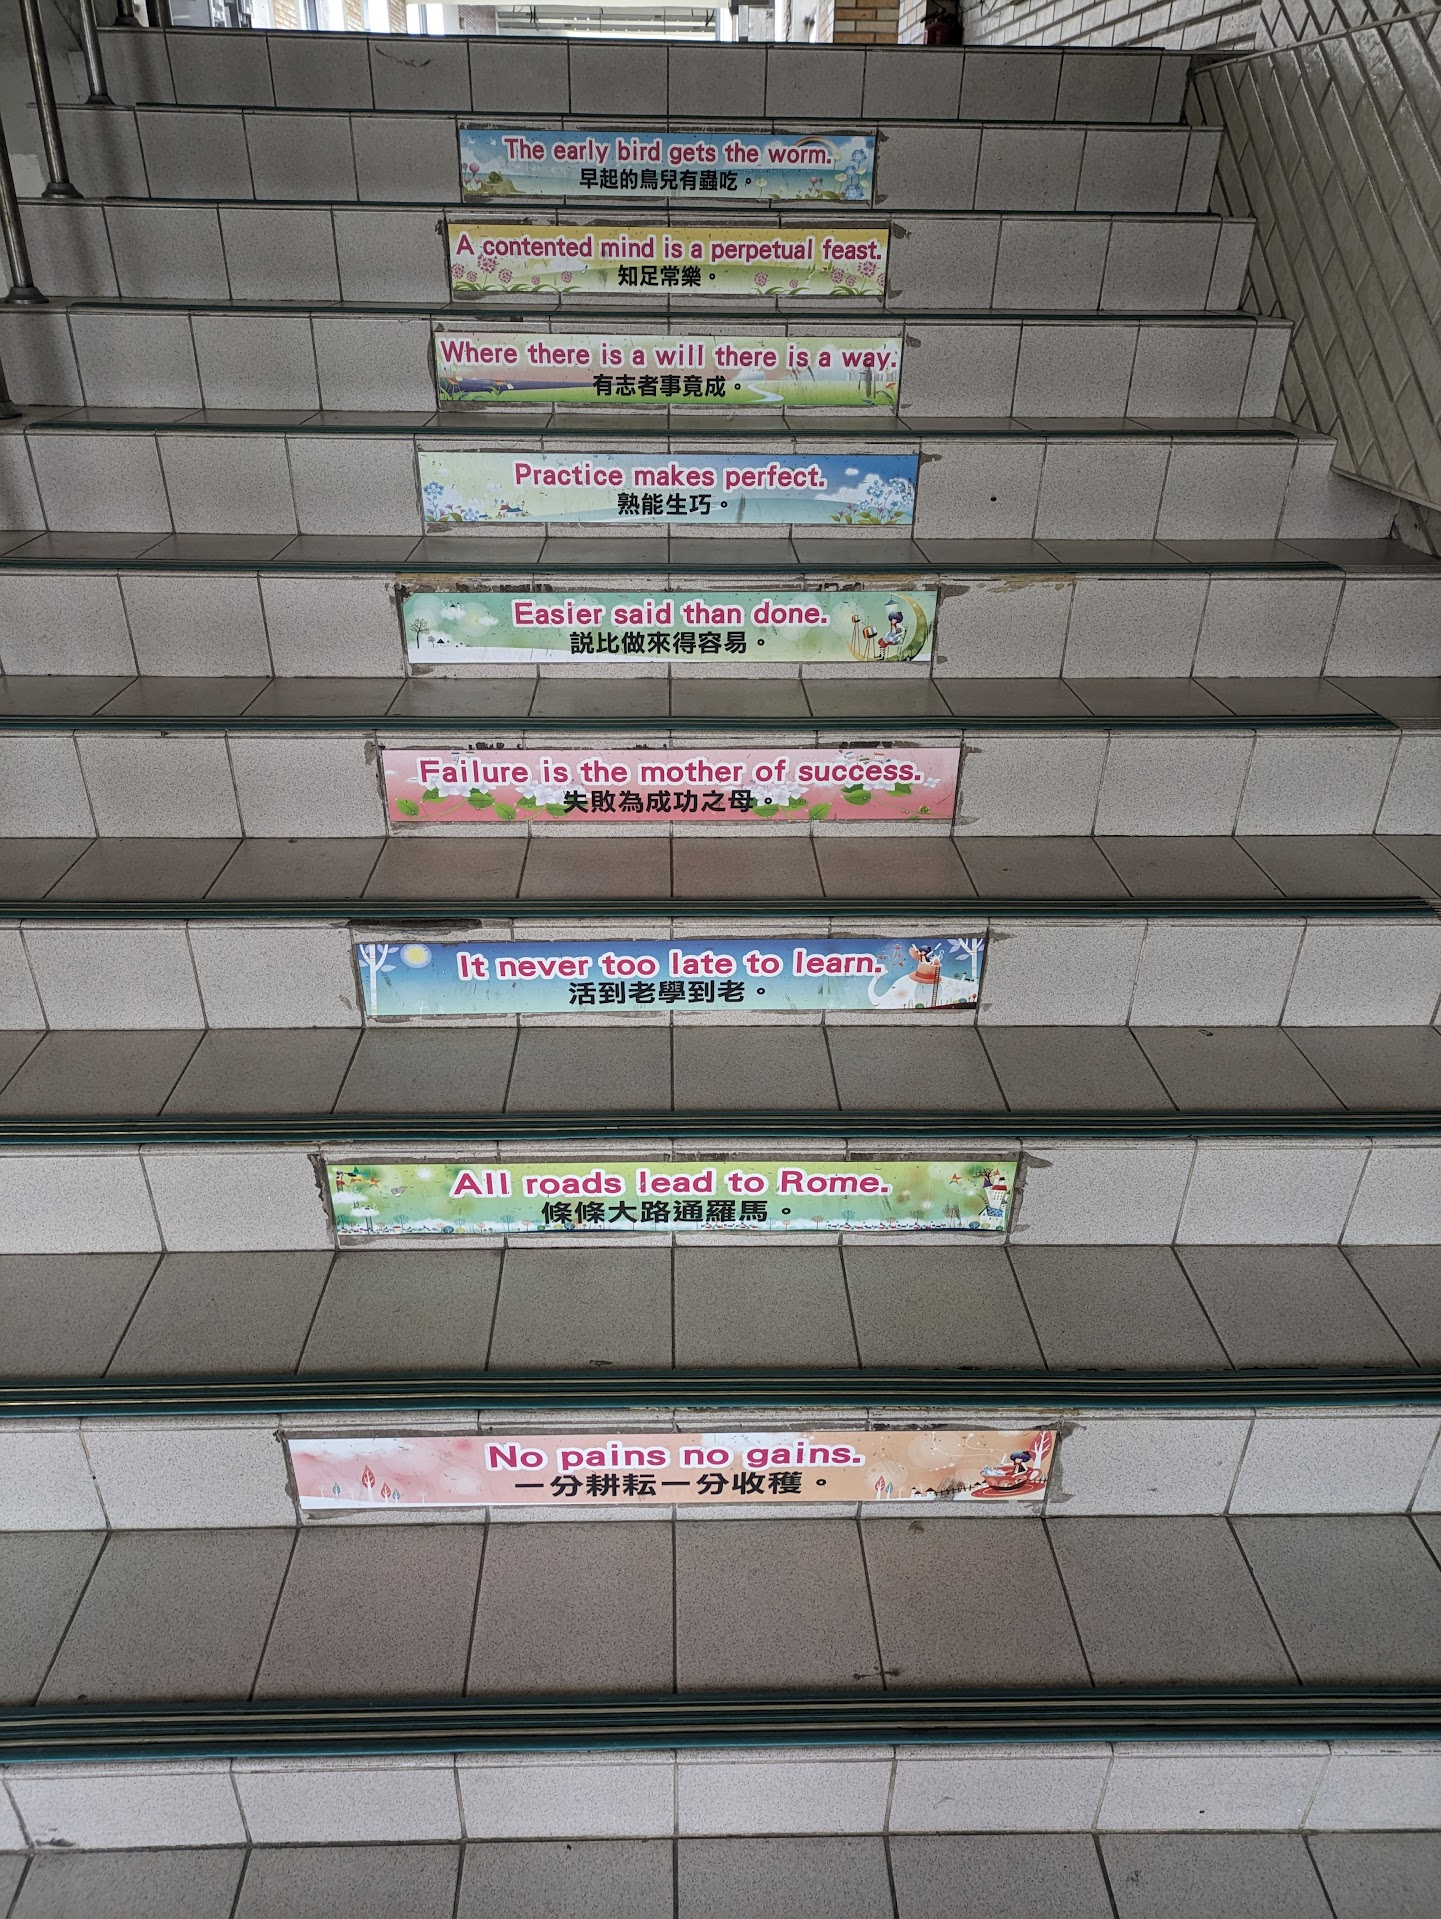 The early bird gets the worm.
早起的鳥兒有蟲吃。
A contented mind is a perpetual feast.
知足常樂。
Where there is a will there is a way.
有志者事竟成。
Practice makes perfect.
熟能生巧。
Easier said than done.
説比做來得容易。
Failure is the mother of success.
失敗為成功之母。
It never too late to learn.
活到老學到老。
All roads lead to Rome.
條條大路通羅馬。
No pains no gains.
一分耕耘一分收穫。